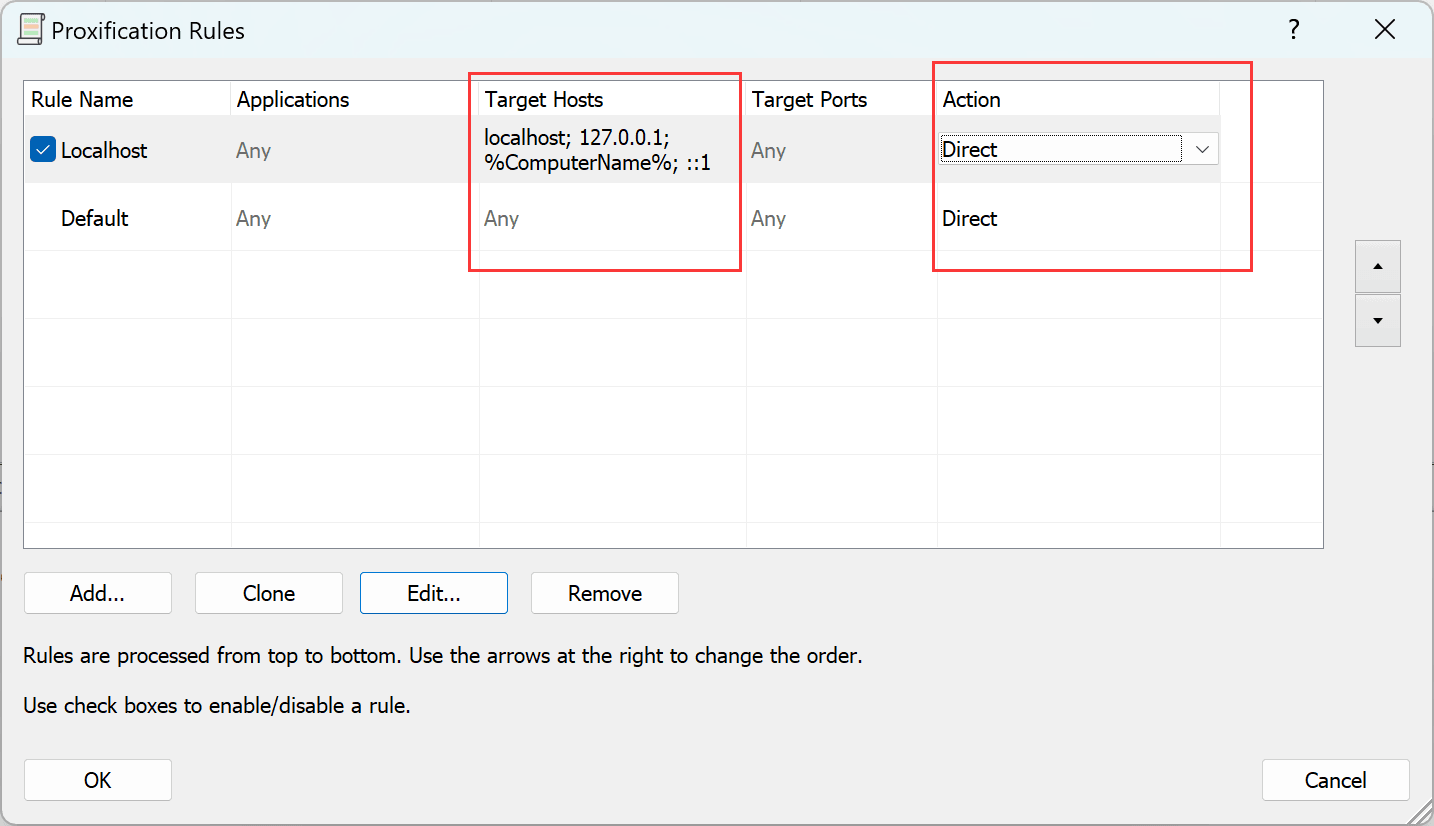 Proxification Rules
?
Rule Name Applications Target Hosts Target Ports Action
Localhost Any localhost; 127.0.0.1; Any Direct
%ComputerName%; ::1
Default Any Any Any Direct
Add... Clone Edit... Remove
Rules are processed from top to bottom. Use the arrows at the right to change the order.
Use check boxes to enable/disable a rule.
OK Cancel